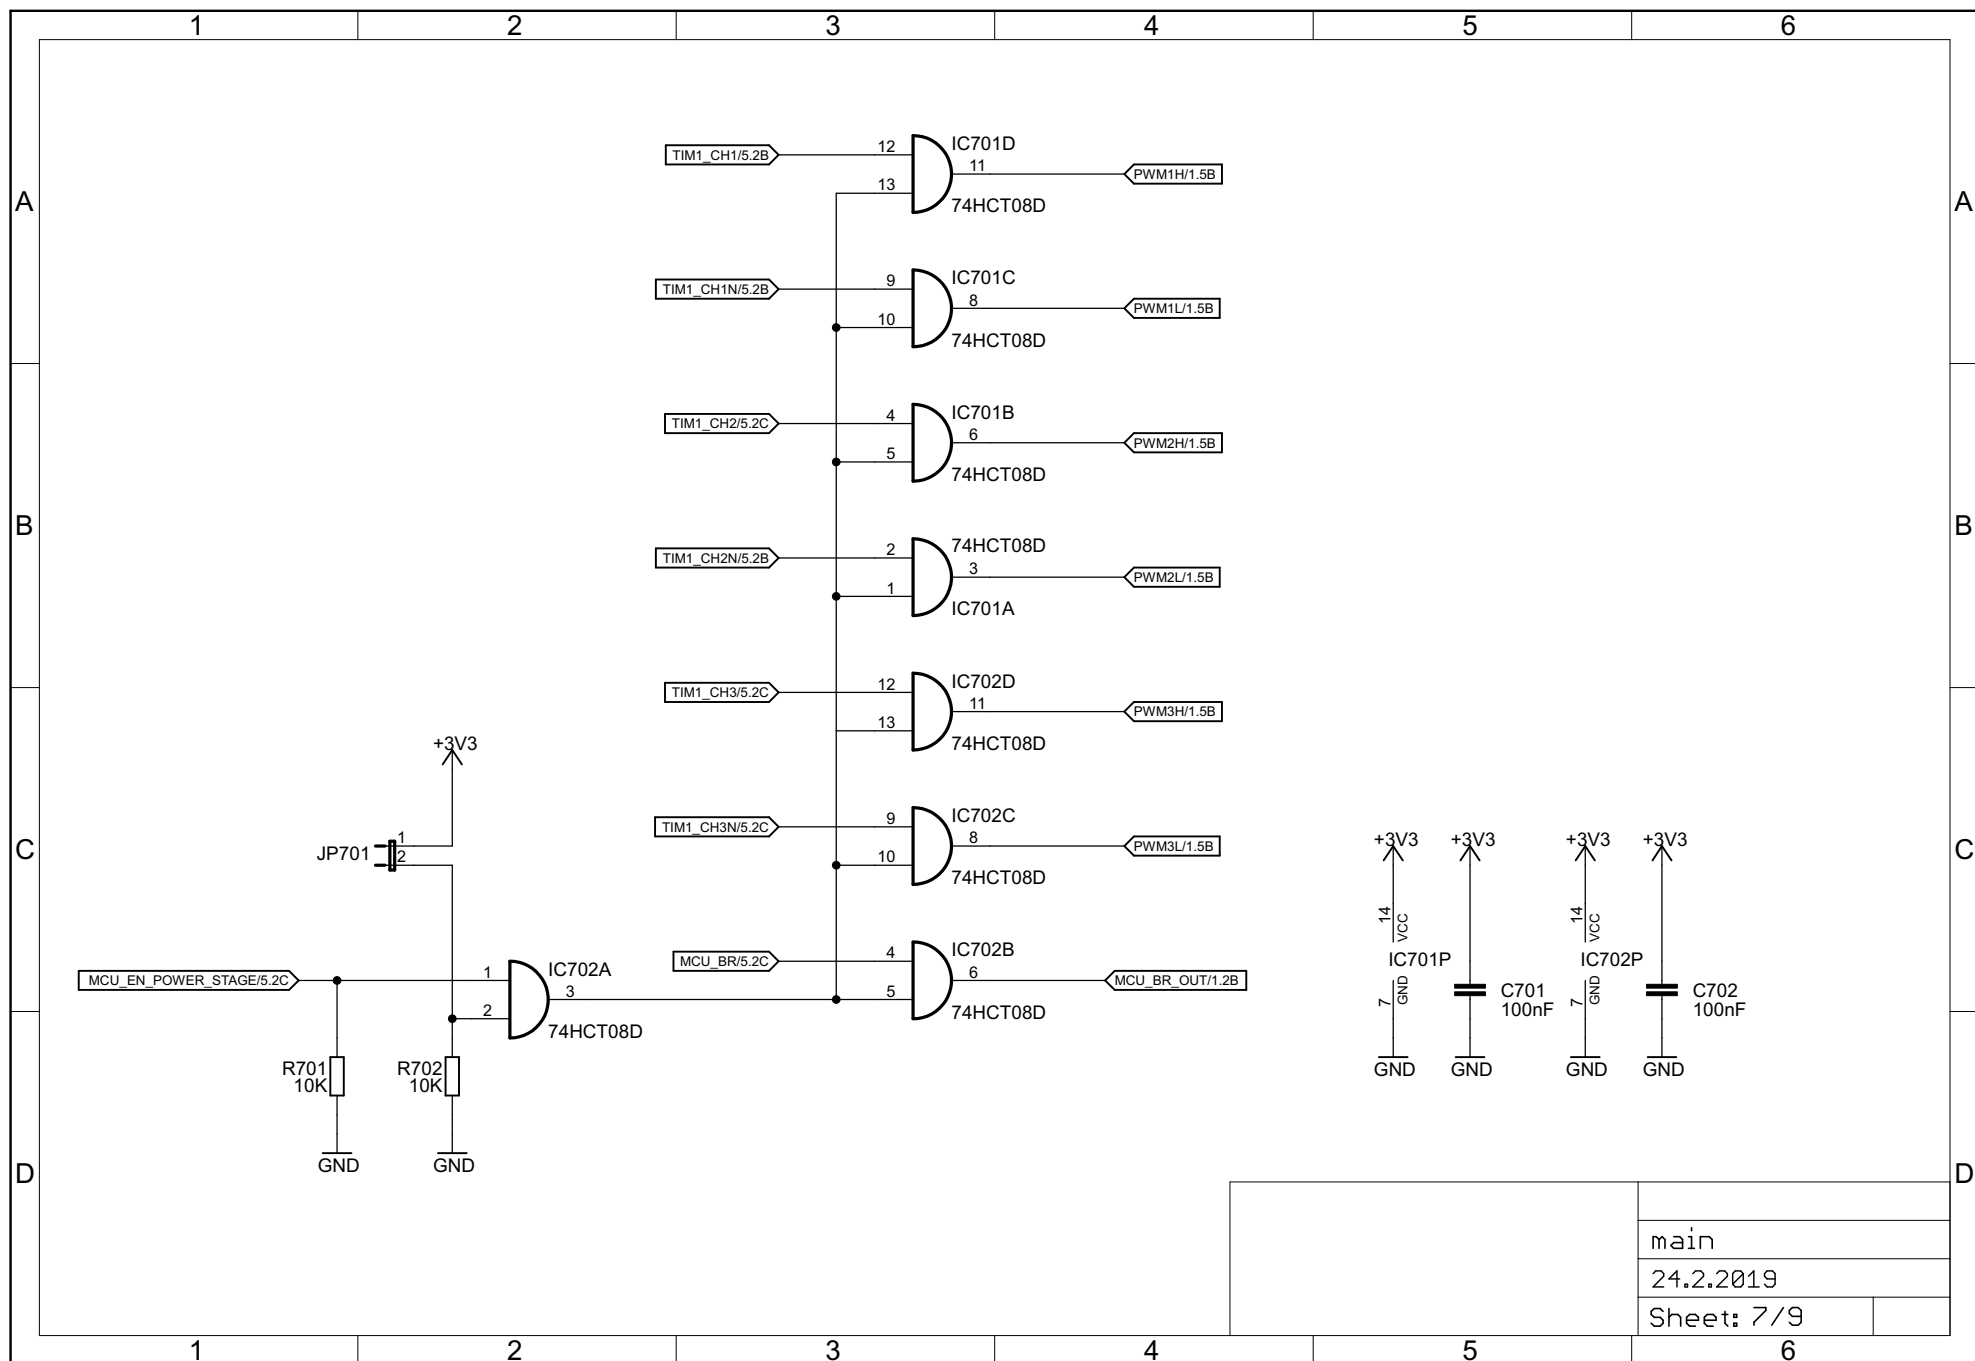 1 2 3 4 5 6
A A
B B
C C
D D
TIM1_CH1/5.2B
12
13
IC701D
11
74HCT08D
PWM1H/1.5B
TIM1_CH1N/5.2B
9
10
IC701C
8
74HCT08D
PWM1L/1.5B
TIM1_CH2/5.2C
4
5
IC701B
6
74HCT08D
PWM2H/1.5B
TIM1_CH2N/5.2B
2
1
74HCT08D
3
IC701A
PWM2L/1.5B
TIM1_CH3/5.2C
12
13
IC702D
11
74HCT08D
PWM3H/1.5B
TIM1_CH3N/5.2C
9
10
IC702C
8
74HCT08D
PWM3L/1.5B
MCU_BR/5.2C
4
5
IC702B
6
74HCT08D
MCU_BR_OUT/1.2B
+3V3
JP701
1
2
MCU_EN_POWER_STAGE/5.2C
1
2
IC702A
3
74HCT08D
R701
10K
GND
R702
10K
GND
+3V3
14
VCC
IC701P
7
GND
GND
+3V3
C701
100nF
GND
+3V3
14
VCC
IC702P
7
GND
GND
+3V3
C702
100nF
GND
main
24.2.2019
Sheet: 7/9
1 2 3 4 5 6